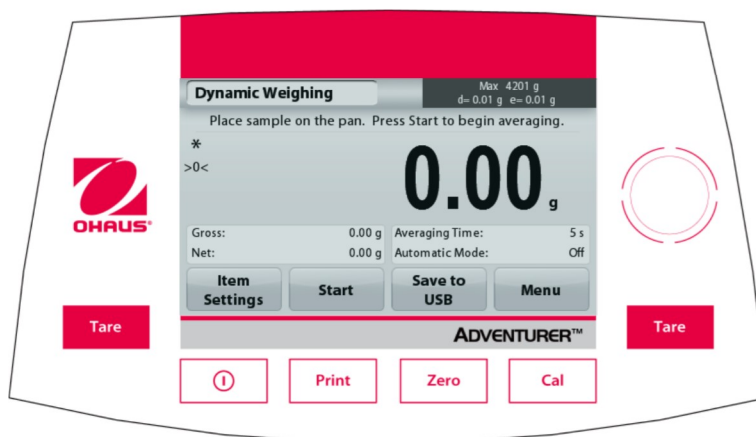 Dynamic Weighing
Max 4201 g
d= 0.01 g e= 0.01 g
Place sample on the pan. Press Start to begin averaging.
*
>0<
0.00 g
OHAUS®
Gross: 0.00 g Averaging Time: 5 s
Net: 0.00 g Automatic Mode: Off
Item Settings
Start
Save to USB
Menu
Tare
ADVENTURER™
Tare
Print
Zero
Cal